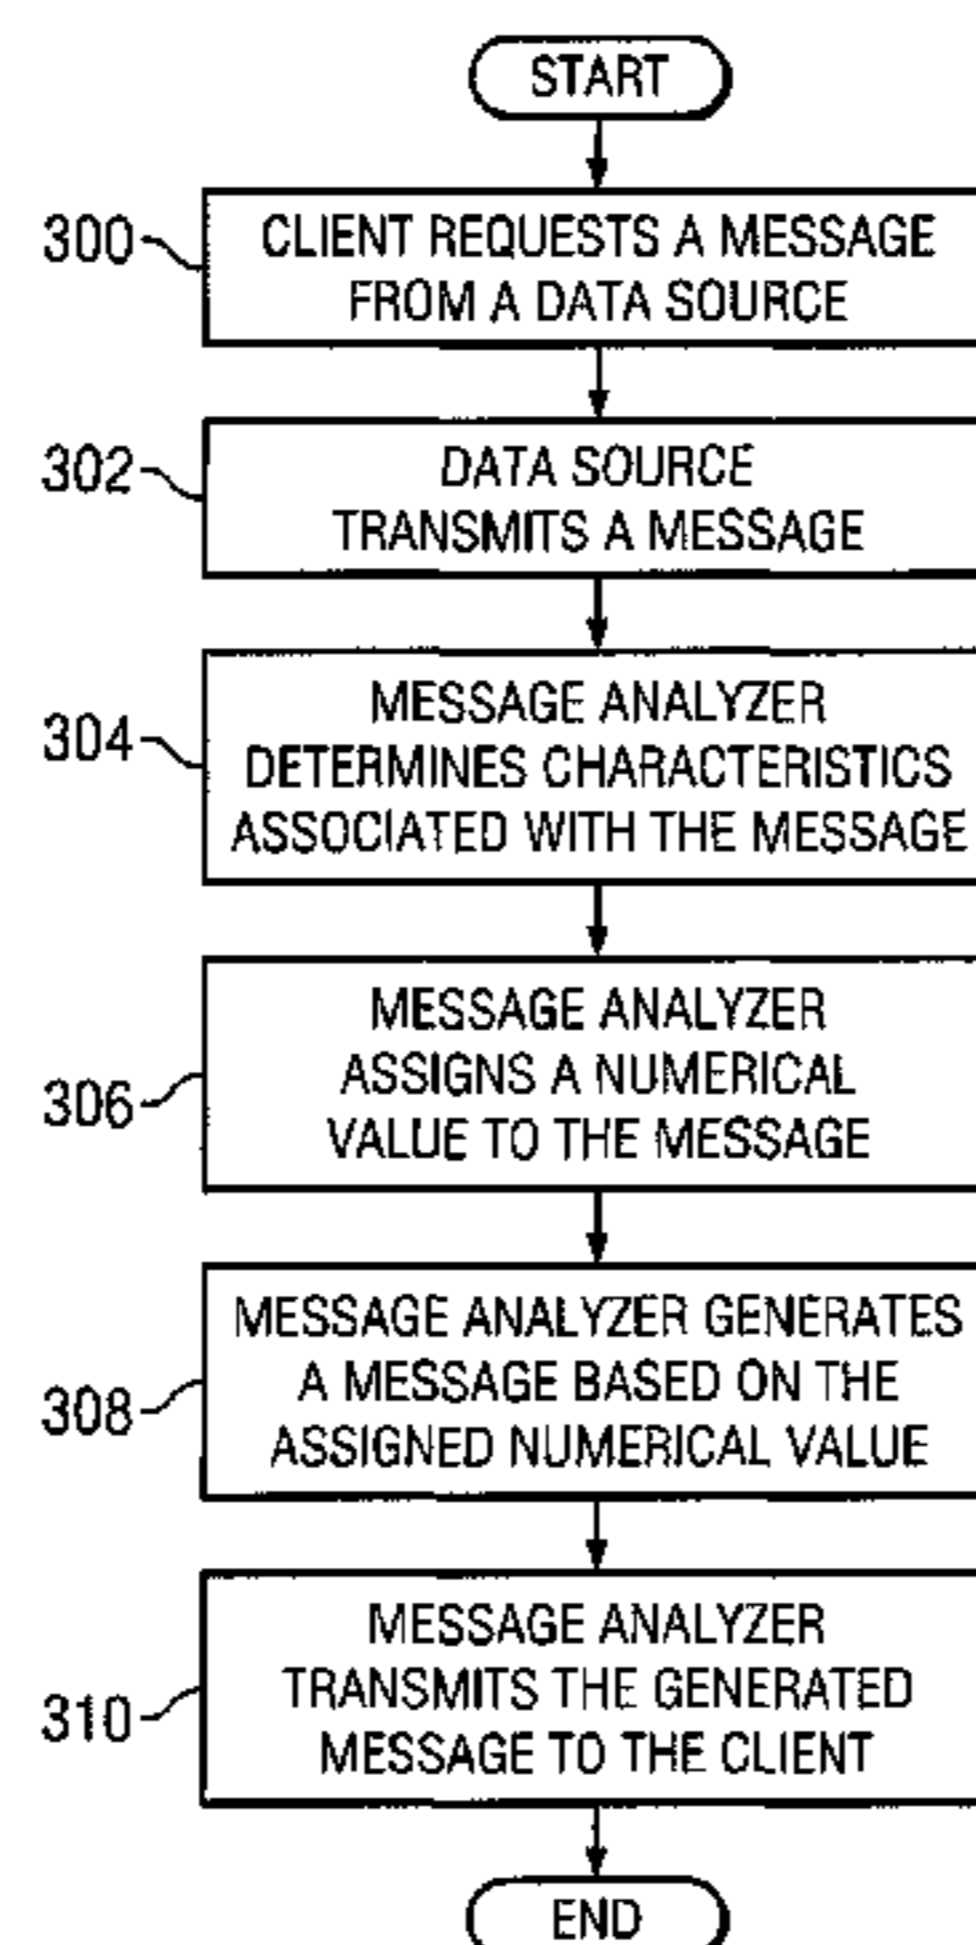 START
300
CLIENT REQUESTS A MESSAGE
FROM A DATA SOURCE
302
DATA SOURCE
TRANSMITS A MESSAGE
304
MESSAGE ANALYZER
DETERMINES CHARACTERISTICS
ASSOCIATED WITH THE MESSAGE
306
MESSAGE ANALYZER
ASSIGNS A NUMERICAL
VALUE TO THE MESSAGE
308
MESSAGE ANALYZER GENERATES
A MESSAGE BASED ON THE
ASSIGNED NUMERICAL VALUE
310
MESSAGE ANALYZER
TRANSMITS THE GENERATED
MESSAGE TO THE CLIENT
END